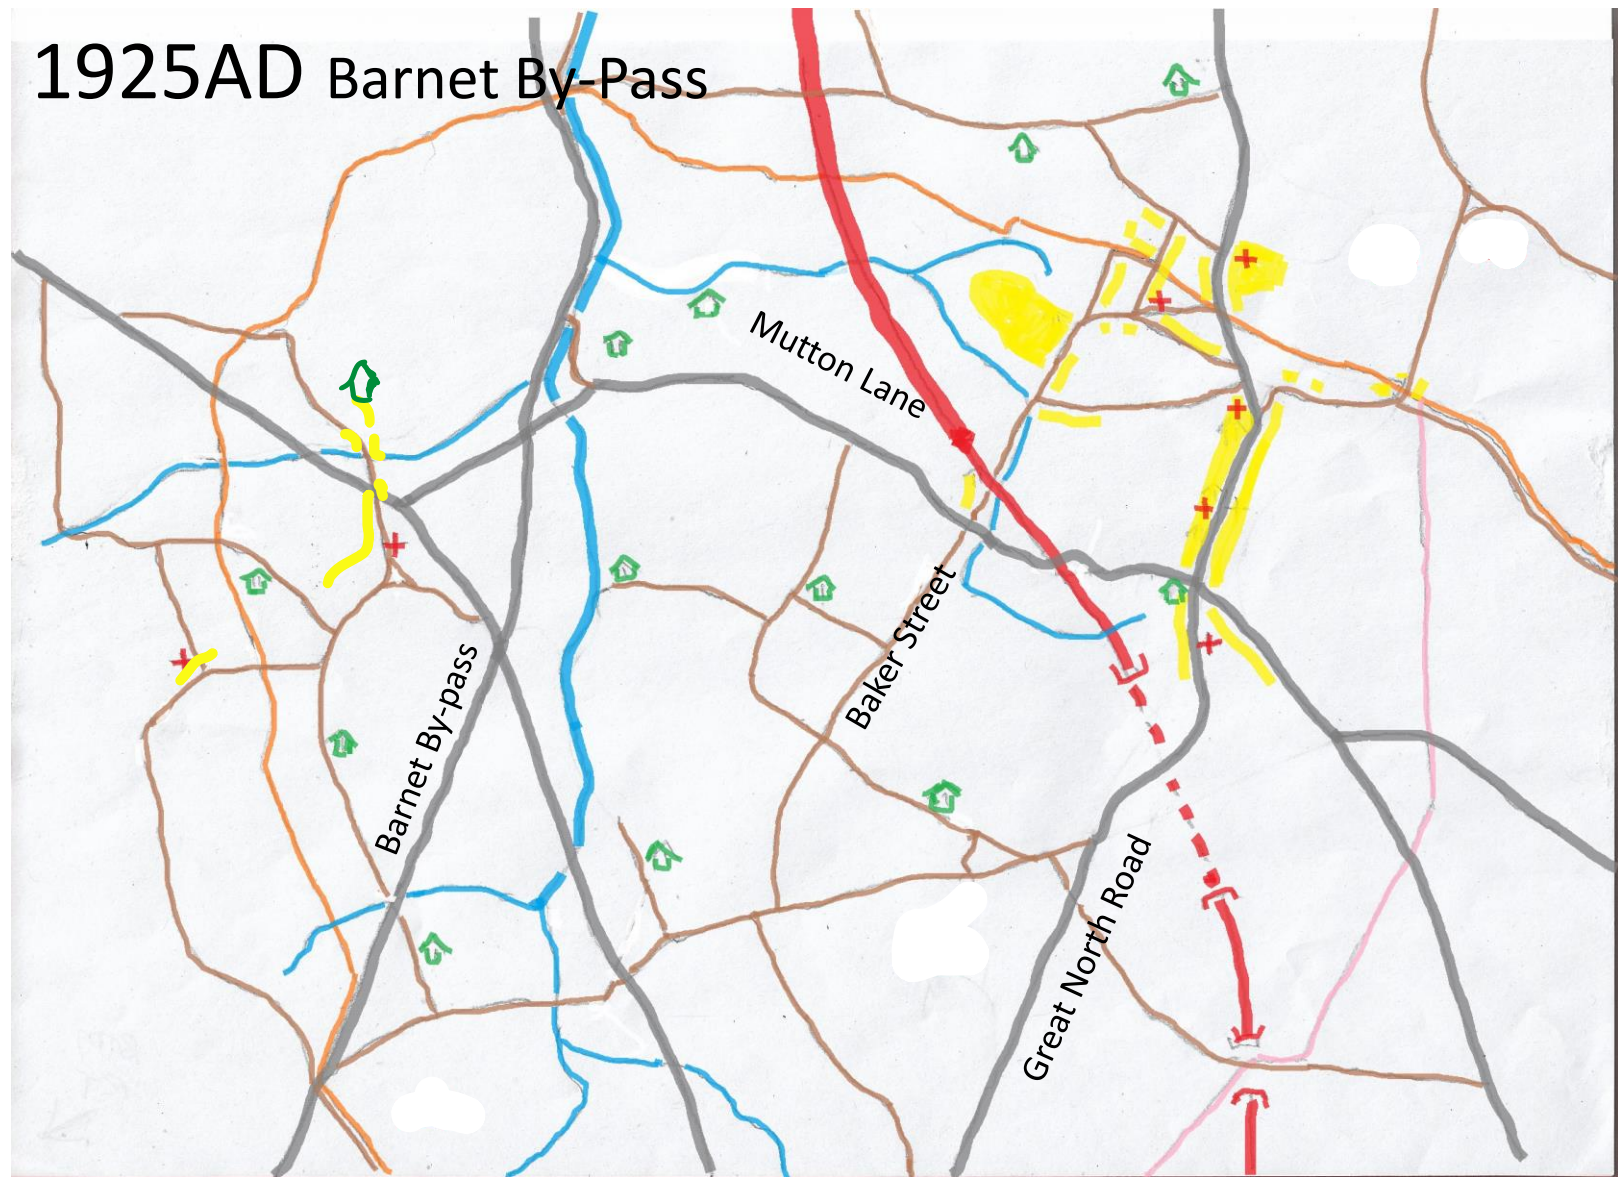 1925AD Barnet By-Pass
Mutton Lane
Baker Street
Barnet By-pass
Great North Road